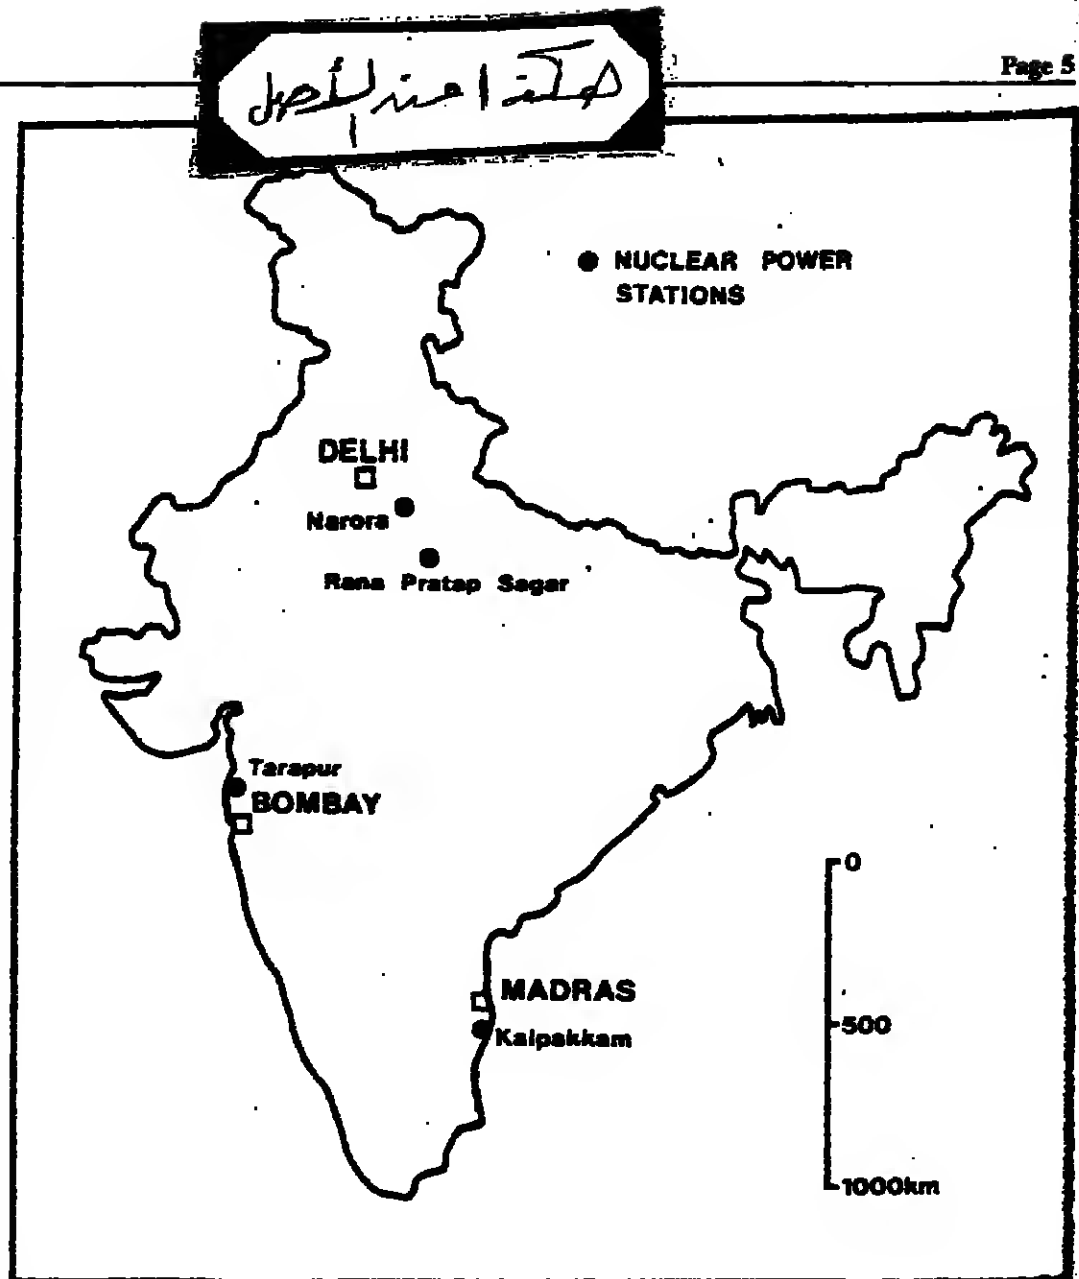 Page 5
هكذا من الأصل
NUCLEAR POWER
STATIONS
DELHI
Narora
Rana Pratap Sagar
Tarapur
BOMBAY
0
MADRAS
500
Kalpakkam
1000km